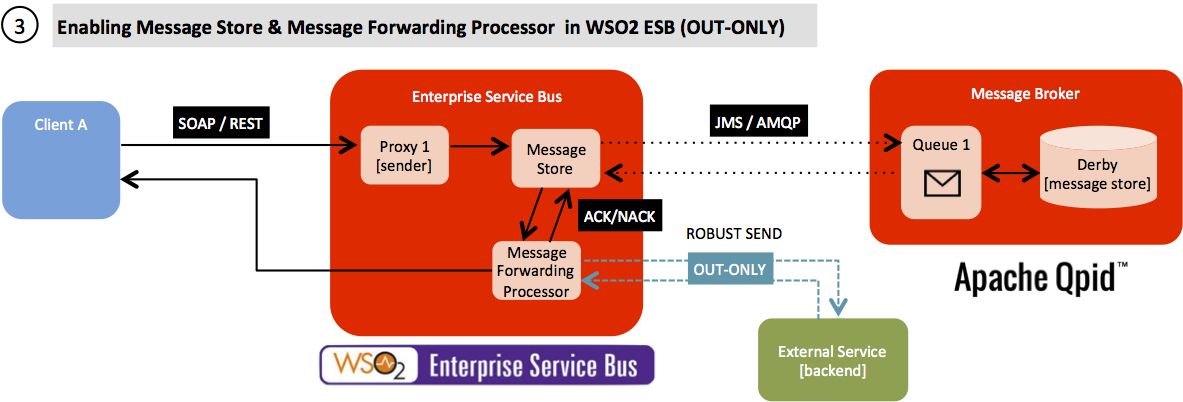 3
Enabling Message Store & Message Forwarding Processor in WSO2 ESB (OUT-ONLY)
Client A
SOAP / REST
Enterprise Service Bus
Proxy 1
[sender]
Message
Store
JMS / AMQP
Message Broker
Queue 1
Derby
[message store]
ACK/NACK
Message
Forwarding
Processor
ROBUST SEND
OUT-ONLY
Apache Qpid™
External Service
[backend]
WSO2 Enterprise Service Bus